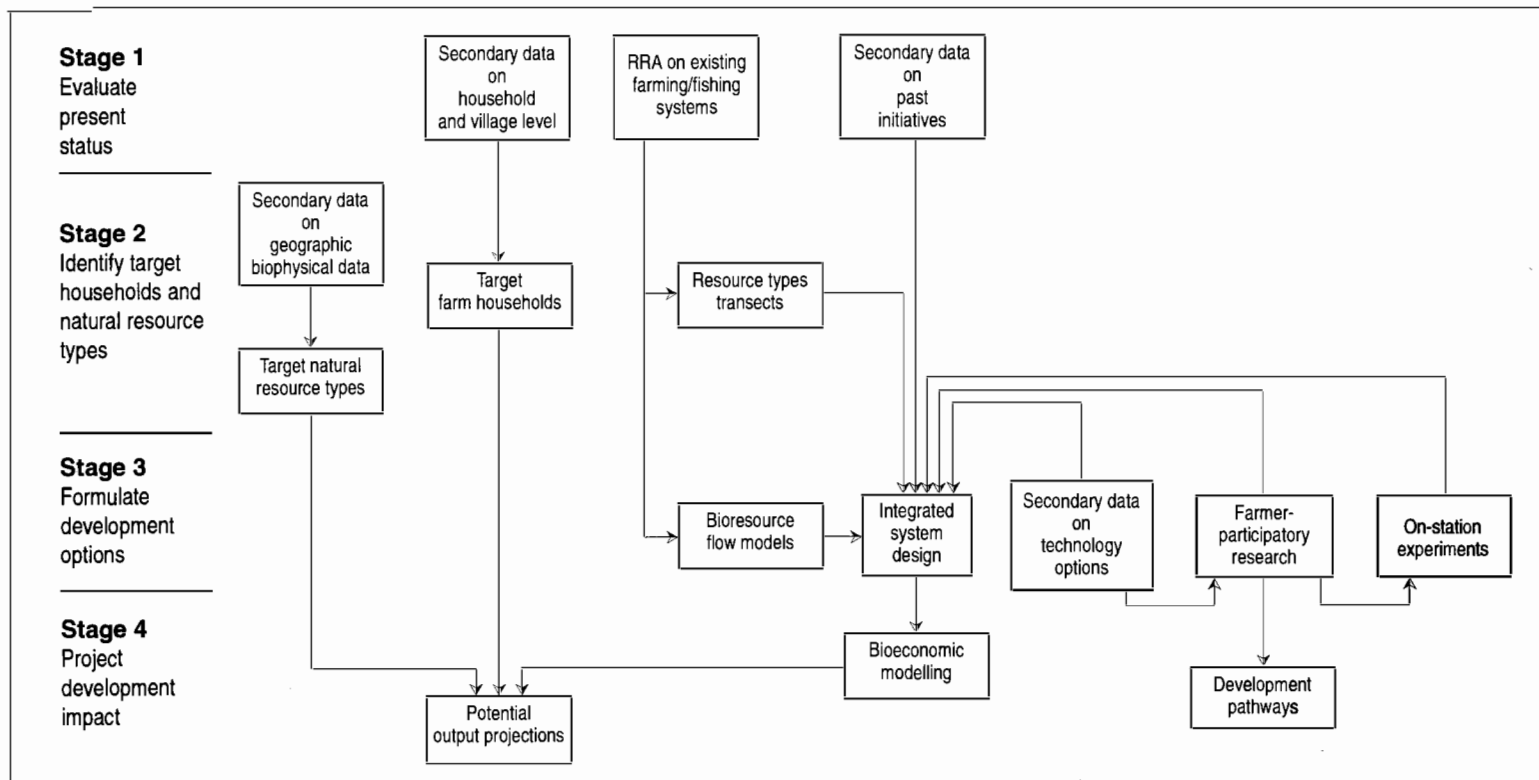 Stage 1
Evaluate
present
status
Secondary data
on
household
and village level
RRA on existing
farming/fishing
systems
Secondary data
on
past
initiatives
Stage 2
Identify target
households and
natural resource
types
Secondary data
on
geographic
biophysical data
Target
farm households
Resource types
transects
Target natural
resource types
Stage 3
Formulate
development
options
Bioresource
flow models
Integrated
system
design
Secondary data
on
technology
options
Farmer-
participatory
research
On-station
experiments
Stage 4
Project
development
impact
Bioeconomic
modelling
Potential
output projections
Development
pathways